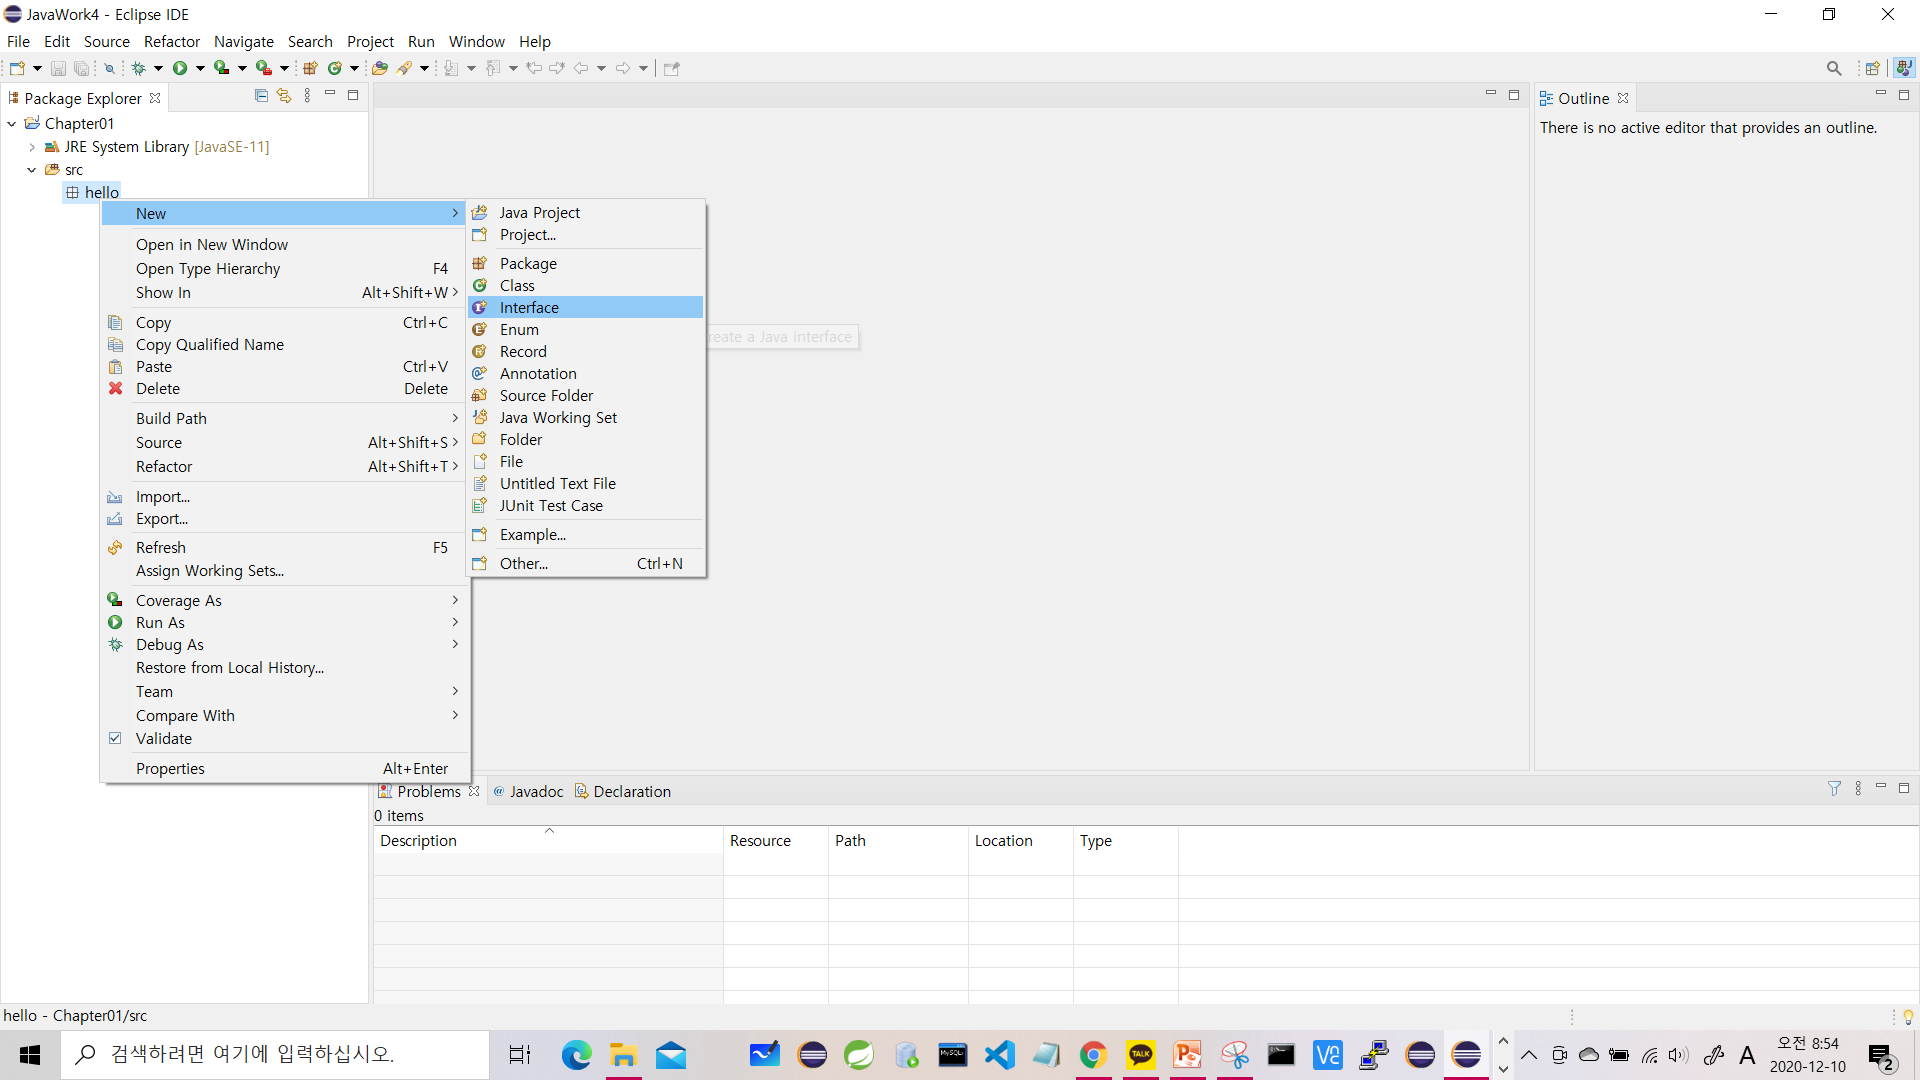 JavaWork4 - Eclipse IDE
File Edit Source Refactor Navigate Search Project Run Window Help
Package Explorer
Chapter01
JRE System Library [JavaSE-11]
src
hello
New
Open in New Window
Open Type Hierarchy F4
Show In Alt+Shift+W
Copy Ctrl+C
Copy Qualified Name
Paste Ctrl+V
Delete Delete
Build Path
Source Alt+Shift+S
Refactor Alt+Shift+T
Import...
Export...
Refresh F5
Assign Working Sets...
Coverage As
Run As
Debug As
Restore from Local History...
Team
Compare With
Validate
Properties Alt+Enter
Java Project
Project...
Package
Class
Interface
Enum
Record
Annotation
Source Folder
Java Working Set
Folder
File
Untitled Text File
JUnit Test Case
Example...
Other... Ctrl+N
reate a Java Interface
Outline
There is no active editor that provides an outline.
Problems Javadoc Declaration
0 items
Description Resource Path Location Type
hello - Chapter01/src
검색하려면 여기에 입력하십시오.
MySQL
TALK
A
오전 8:54
2020-12-10
2